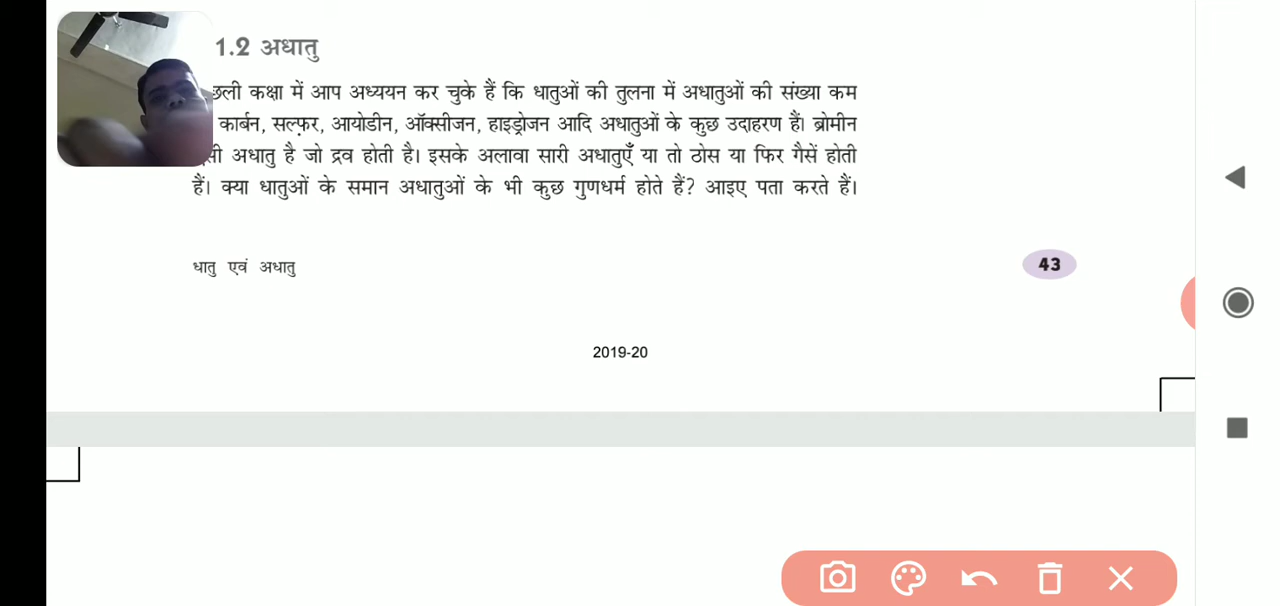 1.2 अधातु
कक्षा में आप अध्ययन कर चुके हैं कि धातुओं की तुलना में अधातुओं की संख्या कम
कार्बन, सल्फ़र, आयोडीन, ऑक्सीजन, हाइड्रोजन आदि अधातुओं के कुछ उदाहरण हैं। ब्रोमीन
अधातु है जो द्रव होती है। इसके अलावा सारी अधातुएँ या तो ठोस या फिर गैसें होती
हैं। क्या धातुओं के समान अधातुओं के भी कुछ गुणधर्म होते हैं? आइए पता करते हैं।
धातु एवं अधातु
43
2019-20